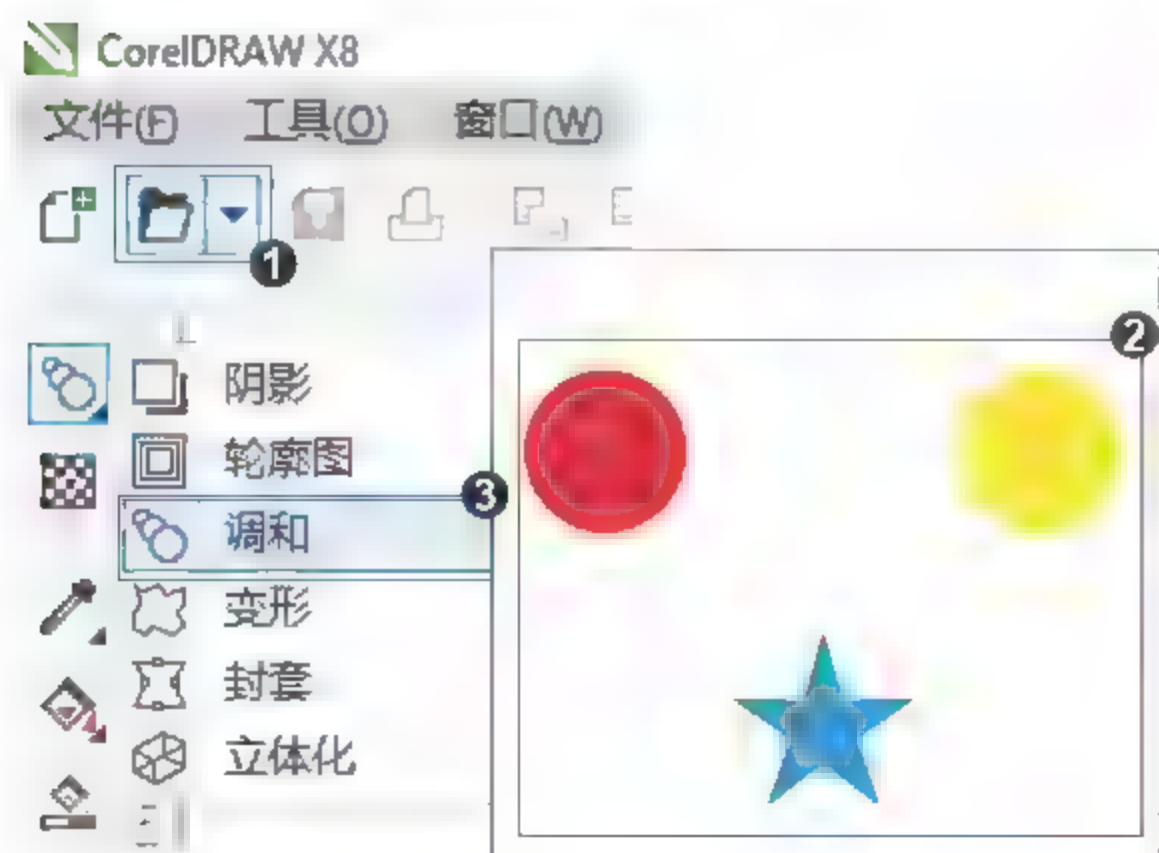 CorelDRAW X8
文件(F) 工具(O) 窗口(W)
1
2
阴影
轮廓图
3
调和
变形
封套
立体化